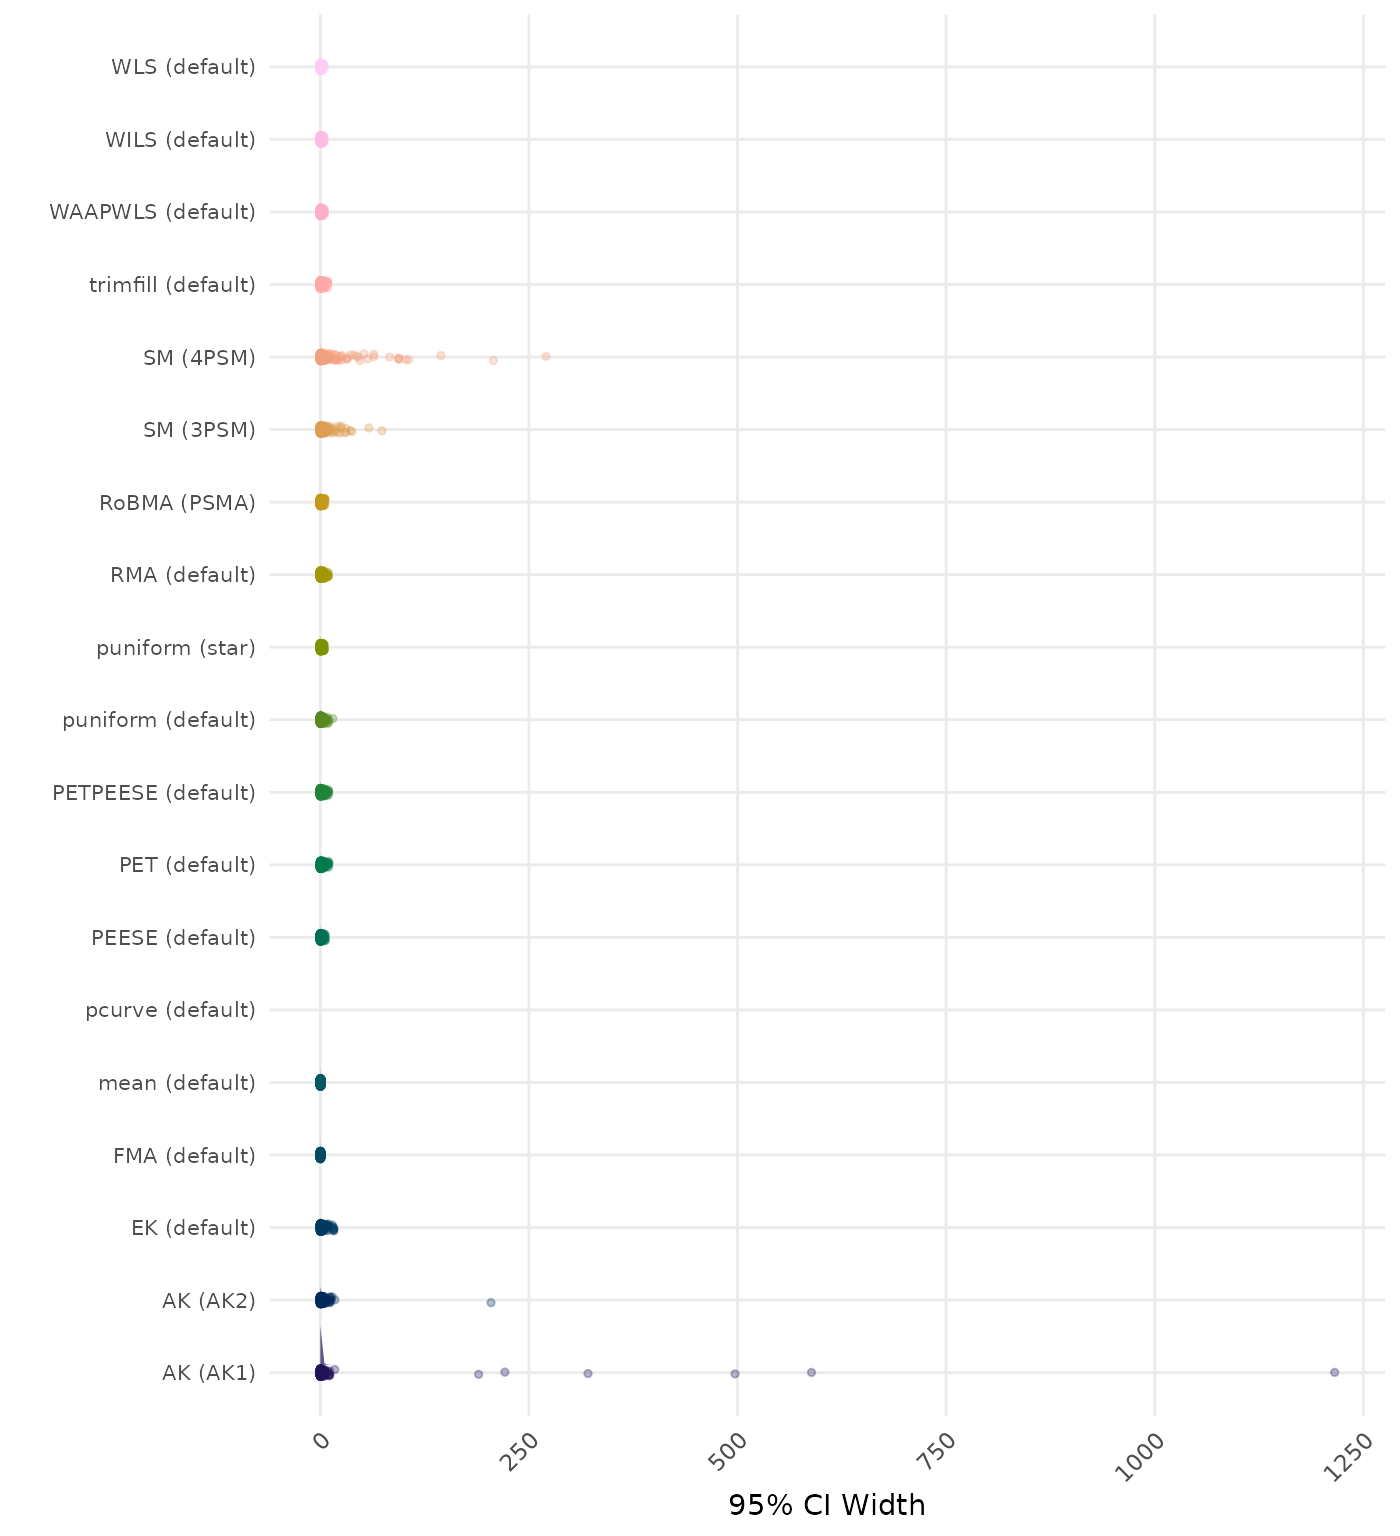 WLS (default)
WILS (default)
WAAPWLS (default)
trimfill (default)
SM (4PSM)
SM (3PSM)
RoBMA (PSMA)
RMA (default)
puniform (star)
puniform (default)
PETPEESE (default)
PET (default)
PEESE (default)
pcurve (default)
mean (default)
FMA (default)
EK (default)
AK (AK2)
AK (AK1)
0 250 500 750 1000 1250
95% CI Width